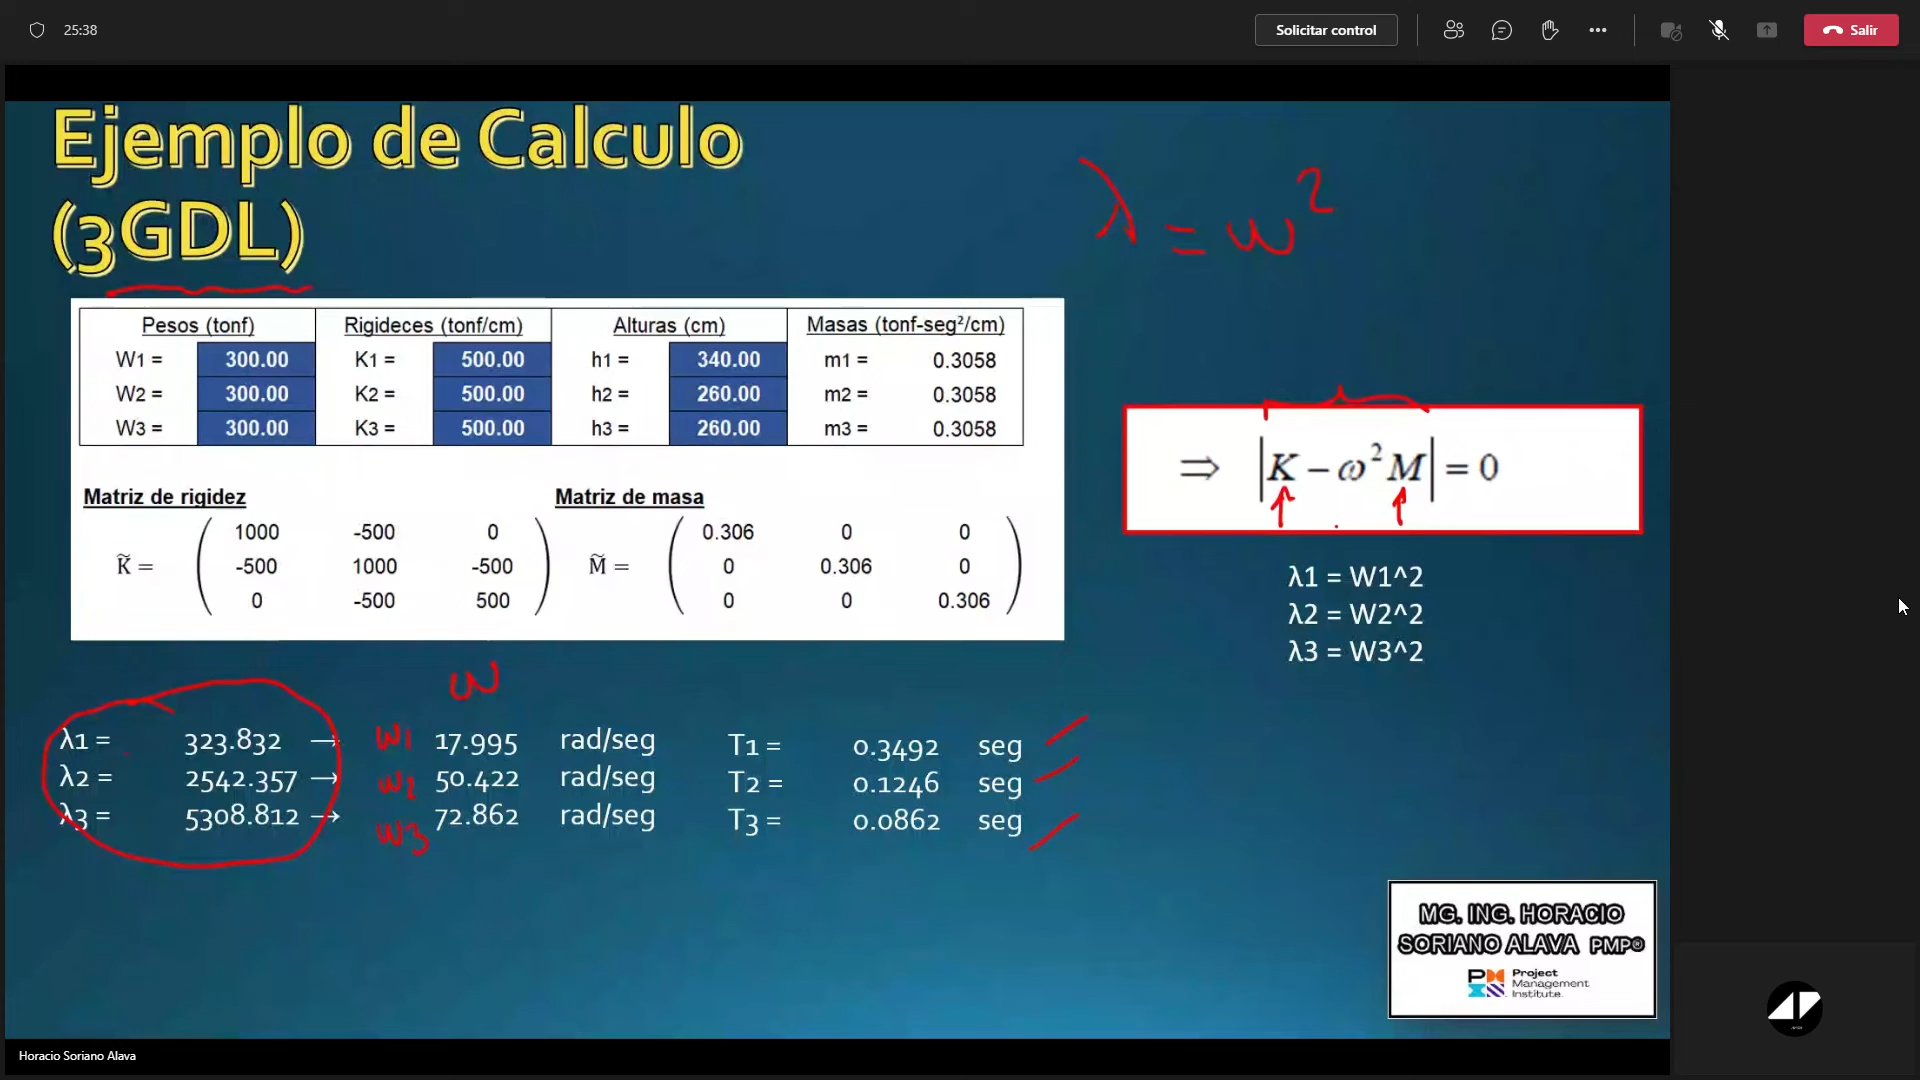 25:38
Solicitar control
Salir
Ejemplo de Calculo
(3GDL)
λ = w²
Pesos (tonf) Rigideces (tonf/cm) Alturas (cm) Masas (tonf-seg²/cm)
W1 = 300.00 K1 = 500.00 h1 = 340.00 m1 = 0.3058
W2 = 300.00 K2 = 500.00 h2 = 260.00 m2 = 0.3058
W3 = 300.00 K3 = 500.00 h3 = 260.00 m3 = 0.3058
Matriz de rigidez Matriz de masa
1000 -500 0 0.306 0 0
K̃ = -500 1000 -500 M̃ = 0 0.306 0
0 -500 500 0 0 0.306
⇒ |K − ω²M| = 0
λ1 = W1^2
λ2 = W2^2
λ3 = W3^2
w
λ1 = 323.832 → w1 17.995 rad/seg T1 = 0.3492 seg
λ2 = 2542.357 → w2 50.422 rad/seg T2 = 0.1246 seg
λ3 = 5308.812 → w3 72.862 rad/seg T3 = 0.0862 seg
MG. ING. HORACIO
SORIANO ALAVA PMP®
Project
Management
Institute.
Horacio Soriano Alava